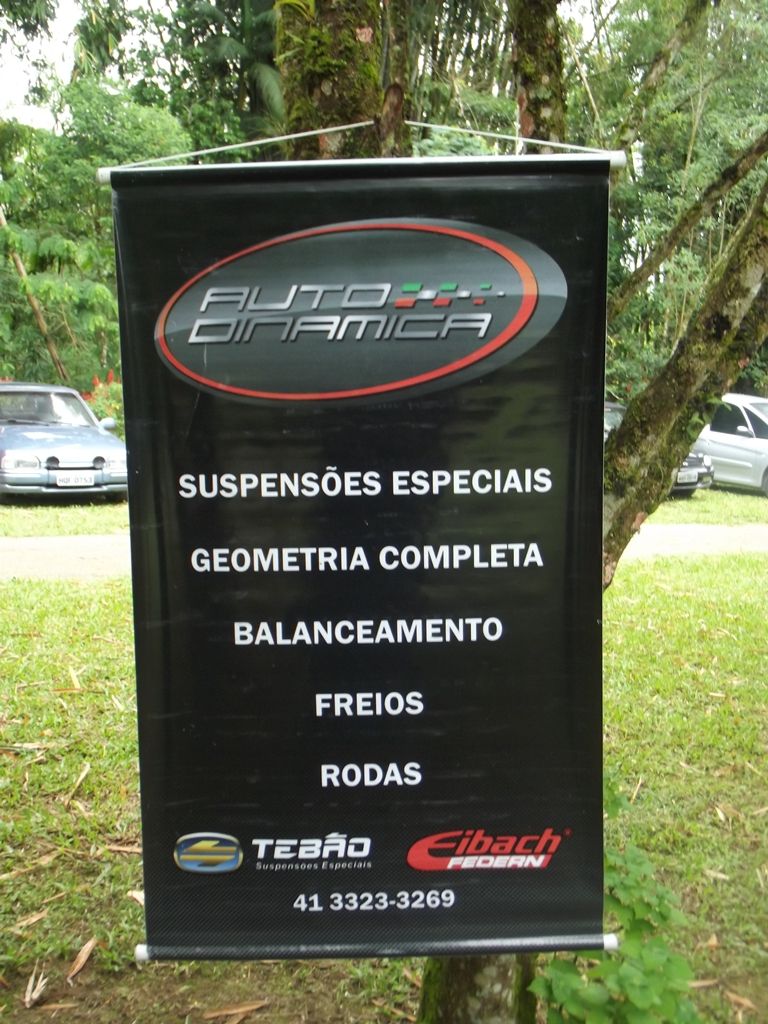 AUTO
DINAMICA
SUSPENSÕES ESPECIAIS
GEOMETRIA COMPLETA
BALANCEAMENTO
FREIOS
RODAS
TEBÃO
Suspensões Especiais
Eibach®
FEDERN
41 3323-3269